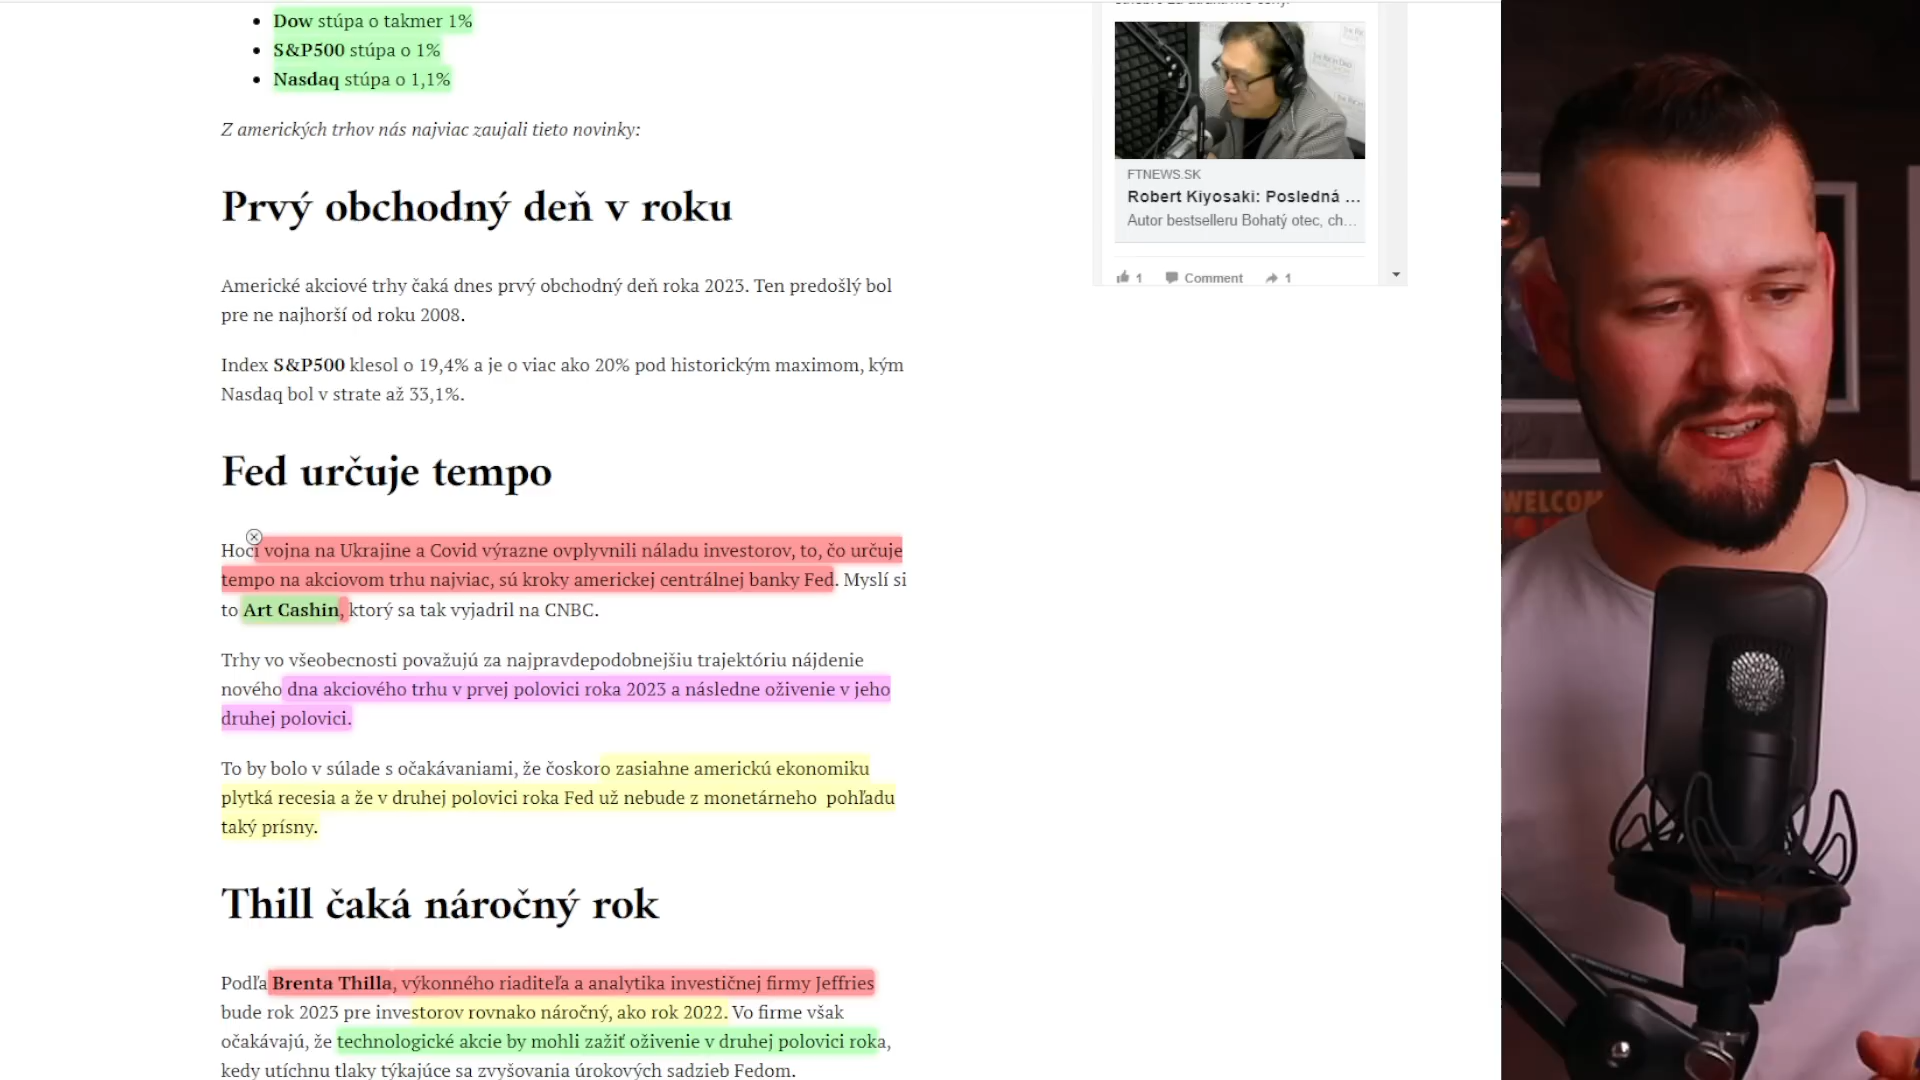 Dow stúpa o takmer 1%
S&P500 stúpa o 1%
Nasdaq stúpa o 1,1%
Z amerických trhov nás najviac zaujali tieto novinky:
Prvý obchodný deň v roku
Americké akciové trhy čaká dnes prvý obchodný deň roka 2023. Ten predošlý bol
pre ne najhorší od roku 2008.
Index S&P500 klesol o 19,4% a je o viac ako 20% pod historickým maximom, kým
Nasdaq bol v strate až 33,1%.
Fed určuje tempo
Hoci vojna na Ukrajine a Covid výrazne ovplyvnili náladu investorov, to, čo určuje
tempo na akciovom trhu najviac, sú kroky americkej centrálnej banky Fed. Myslí si
to Art Cashin, ktorý sa tak vyjadril na CNBC.
Trhy vo všeobecnosti považujú za najpravdepodobnejšiu trajektóriu nájdenie
nového dna akciového trhu v prvej polovici roka 2023 a následne oživenie v jeho
druhej polovici.
To by bolo v súlade s očakávaniami, že čoskoro zasiahne americkú ekonomiku
plytká recesia a že v druhej polovici roka Fed už nebude z monetárneho pohľadu
taký prísny.
Thill čaká náročný rok
Podľa Brenta Thilla, výkonného riaditeľa a analytika investičnej firmy Jeffries
bude rok 2023 pre investorov rovnako náročný, ako rok 2022. Vo firme však
očakávajú, že technologické akcie by mohli zažiť oživenie v druhej polovici roka,
kedy utíchnu tlaky týkajúce sa zvyšovania úrokových sadzieb Fedom.
FTNEWS.SK
Robert Kiyosaki: Posledná ...
Autor bestselleru Bohatý otec, ch...
1 Comment 1
WELCOM